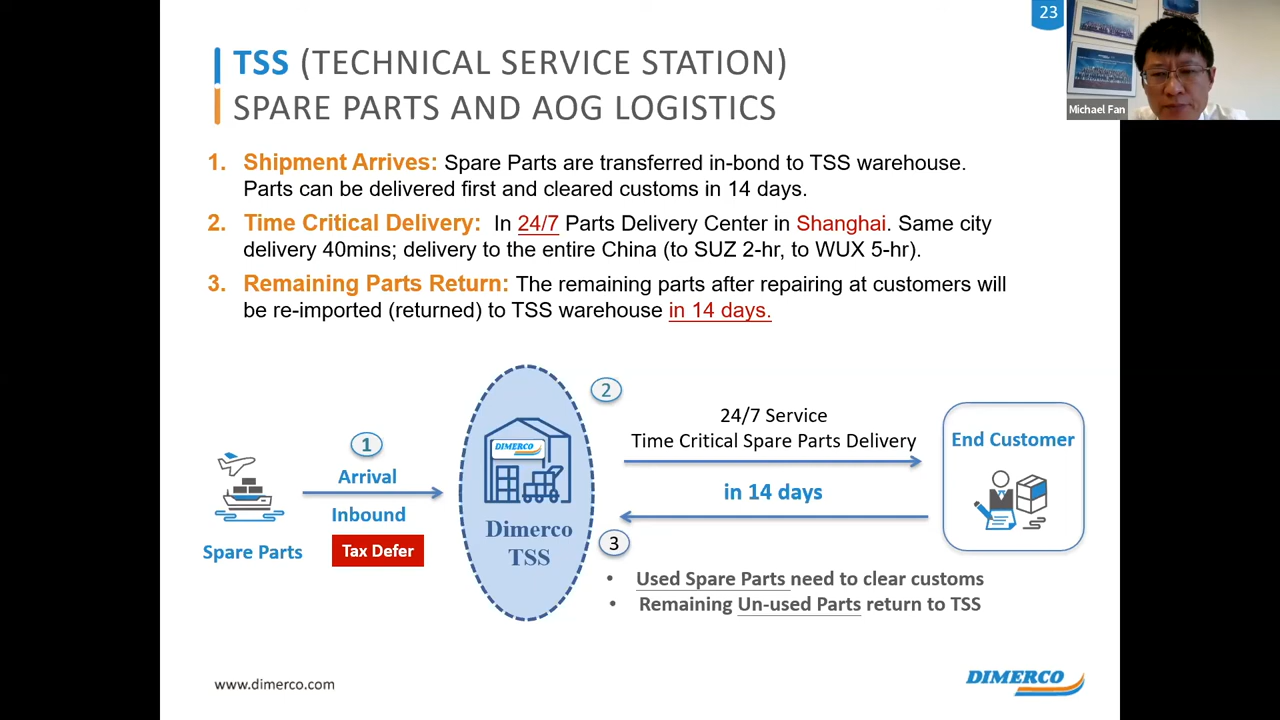 23
TSS (TECHNICAL SERVICE STATION)
SPARE PARTS AND AOG LOGISTICS
Michael Fan
1. Shipment Arrives: Spare Parts are transferred in-bond to TSS warehouse.
Parts can be delivered first and cleared customs in 14 days.
2. Time Critical Delivery: In 24/7 Parts Delivery Center in Shanghai. Same city
delivery 40mins; delivery to the entire China (to SUZ 2-hr, to WUX 5-hr).
3. Remaining Parts Return: The remaining parts after repairing at customers will
be re-imported (returned) to TSS warehouse in 14 days.
1
Arrival
Inbound
Tax Defer
Spare Parts
DIMERCO
Dimerco
TSS
2
24/7 Service
Time Critical Spare Parts Delivery
in 14 days
3
End Customer
• Used Spare Parts need to clear customs
• Remaining Un-used Parts return to TSS
www.dimerco.com
DIMERCO